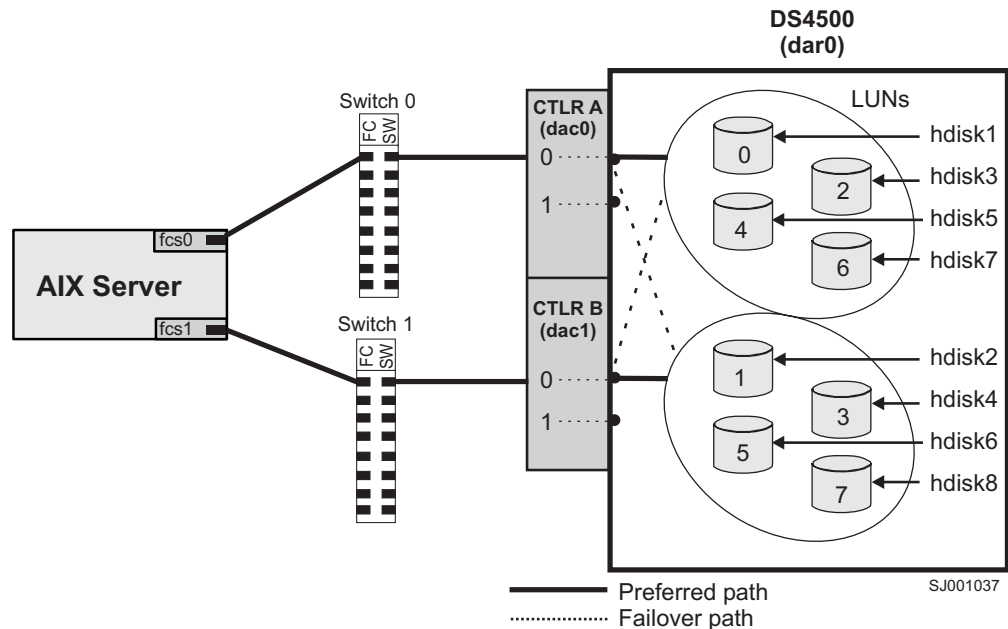 DS4500
(dar0)
LUNs
Switch 0
FC
SW
CTLR A
(dac0)
0
1
0
2
4
6
hdisk1
hdisk3
hdisk5
hdisk7
AIX Server
fcs0
fcs1
Switch 1
FC
SW
CTLR B
(dac1)
0
1
1
3
5
7
hdisk2
hdisk4
hdisk6
hdisk8
SJ001037
Preferred path
Failover path